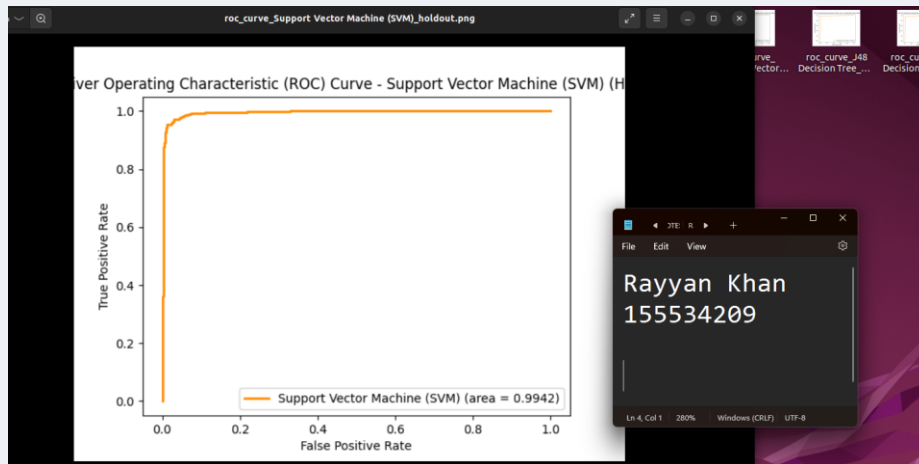 roc_curve_Support Vector Machine (SVM)_holdout.png
iver Operating Characteristic (ROC) Curve - Support Vector Machine (SVM) (H
1.0
0.8
0.6
0.4
0.2
0.0
True Positive Rate
Support Vector Machine (SVM) (area = 0.9942)
0.0 0.2 0.4 0.6 0.8 1.0
False Positive Rate
roc_curve_J48
Decision Tree_...
roc_cu
Decision
File Edit View
Rayyan Khan
155534209
Ln 4, Col 1 280% Windows (CRLF) UTF-8